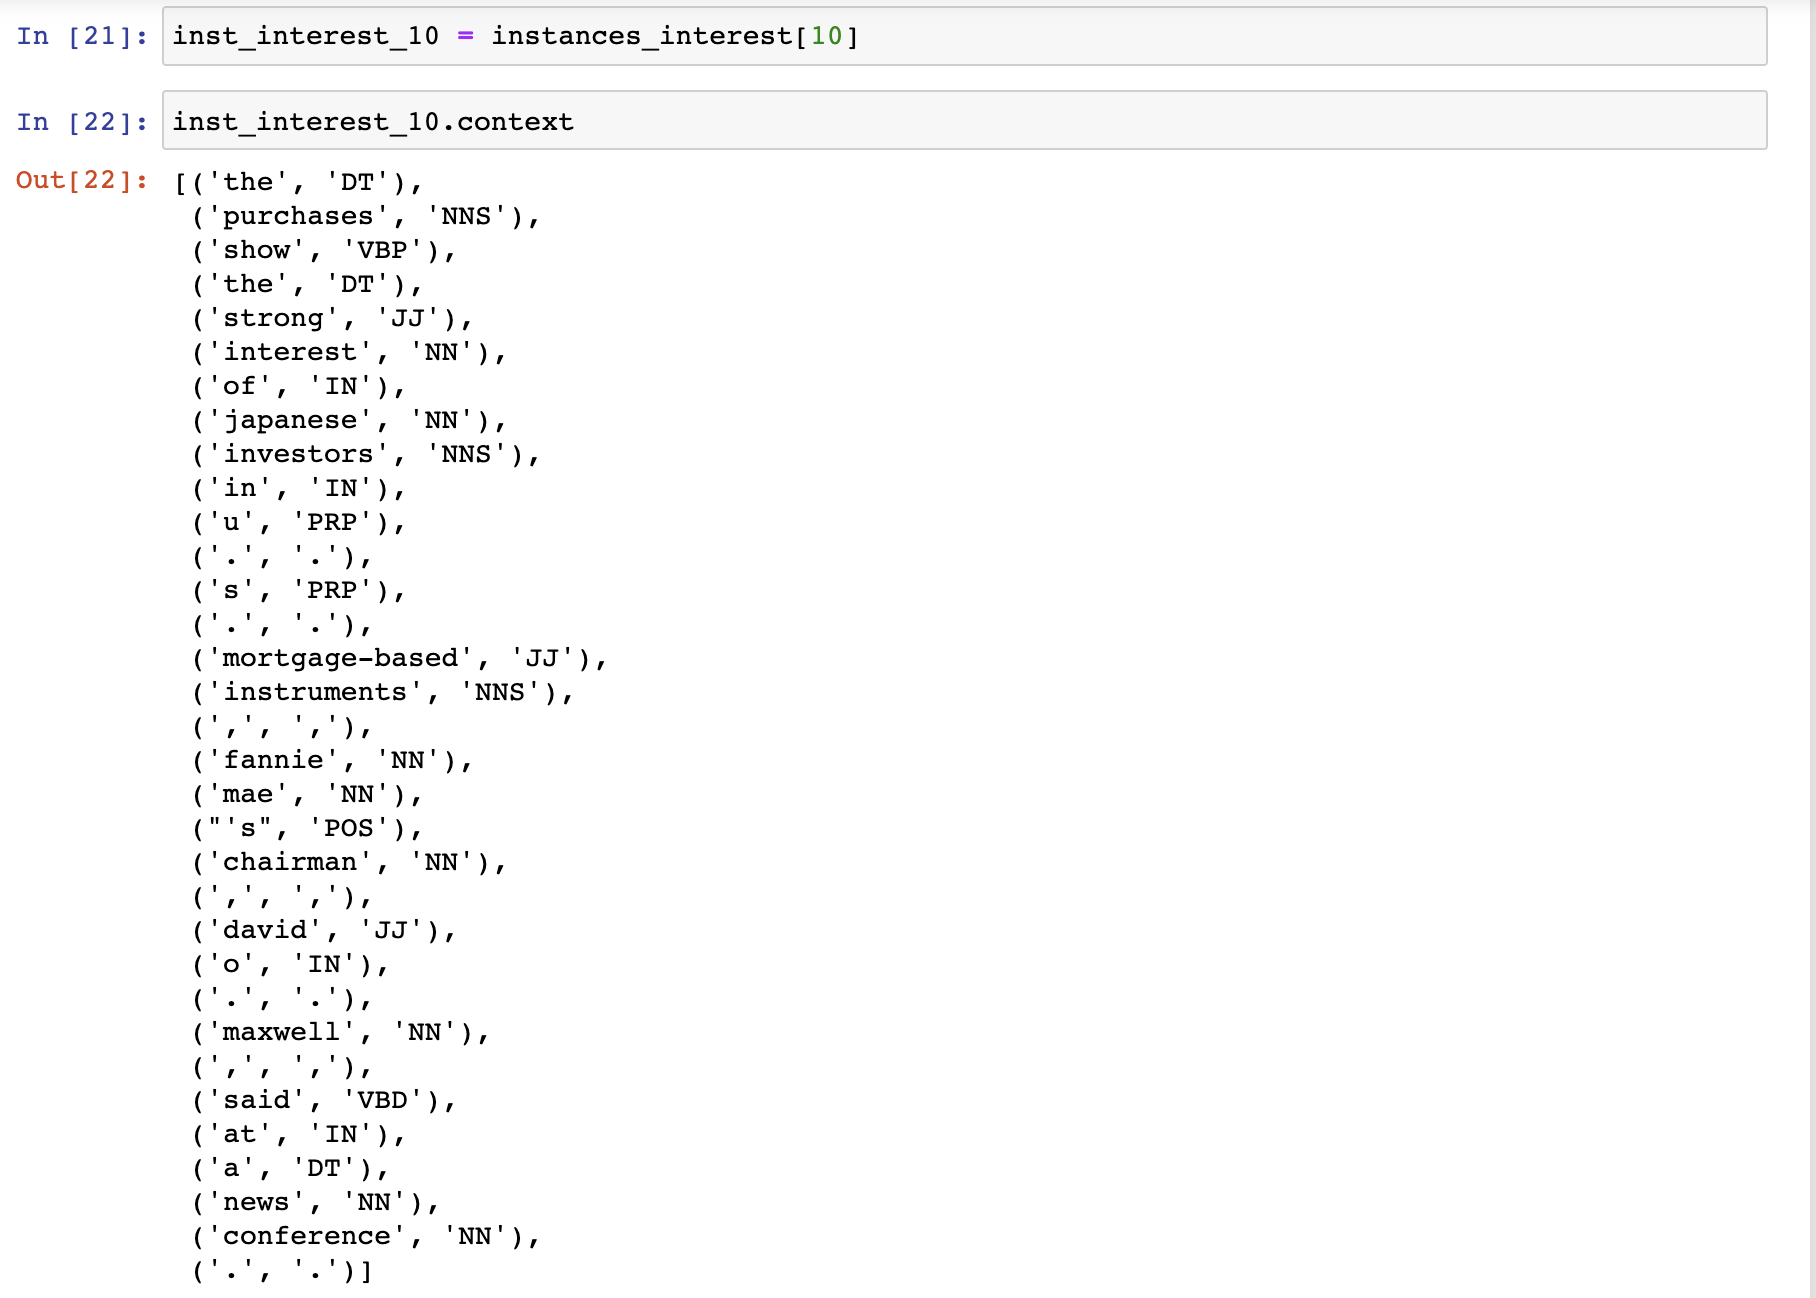 In [21]: inst_interest_10 = instances_interest[10]
In [22]: inst_interest_10.context
Out[22]: [('the', 'DT'),
('purchases', 'NNS'),
('show', 'VBP'),
('the', 'DT'),
('strong', 'JJ'),
('interest', 'NN'),
('of', 'IN'),
('japanese', 'NN'),
('investors', 'NNS'),
('in', 'IN'),
('u', 'PRP'),
('.', '.'),
('s', 'PRP'),
('.', '.'),
('mortgage-based', 'JJ'),
('instruments', 'NNS'),
(',', ','),
('fannie', 'NN'),
('mae', 'NN'),
("'s", 'POS'),
('chairman', 'NN'),
(',', ','),
('david', 'JJ'),
('o', 'IN'),
('.', '.'),
('maxwell', 'NN'),
(',', ','),
('said', 'VBD'),
('at', 'IN'),
('a', 'DT'),
('news', 'NN'),
('conference', 'NN'),
('.', '.')]